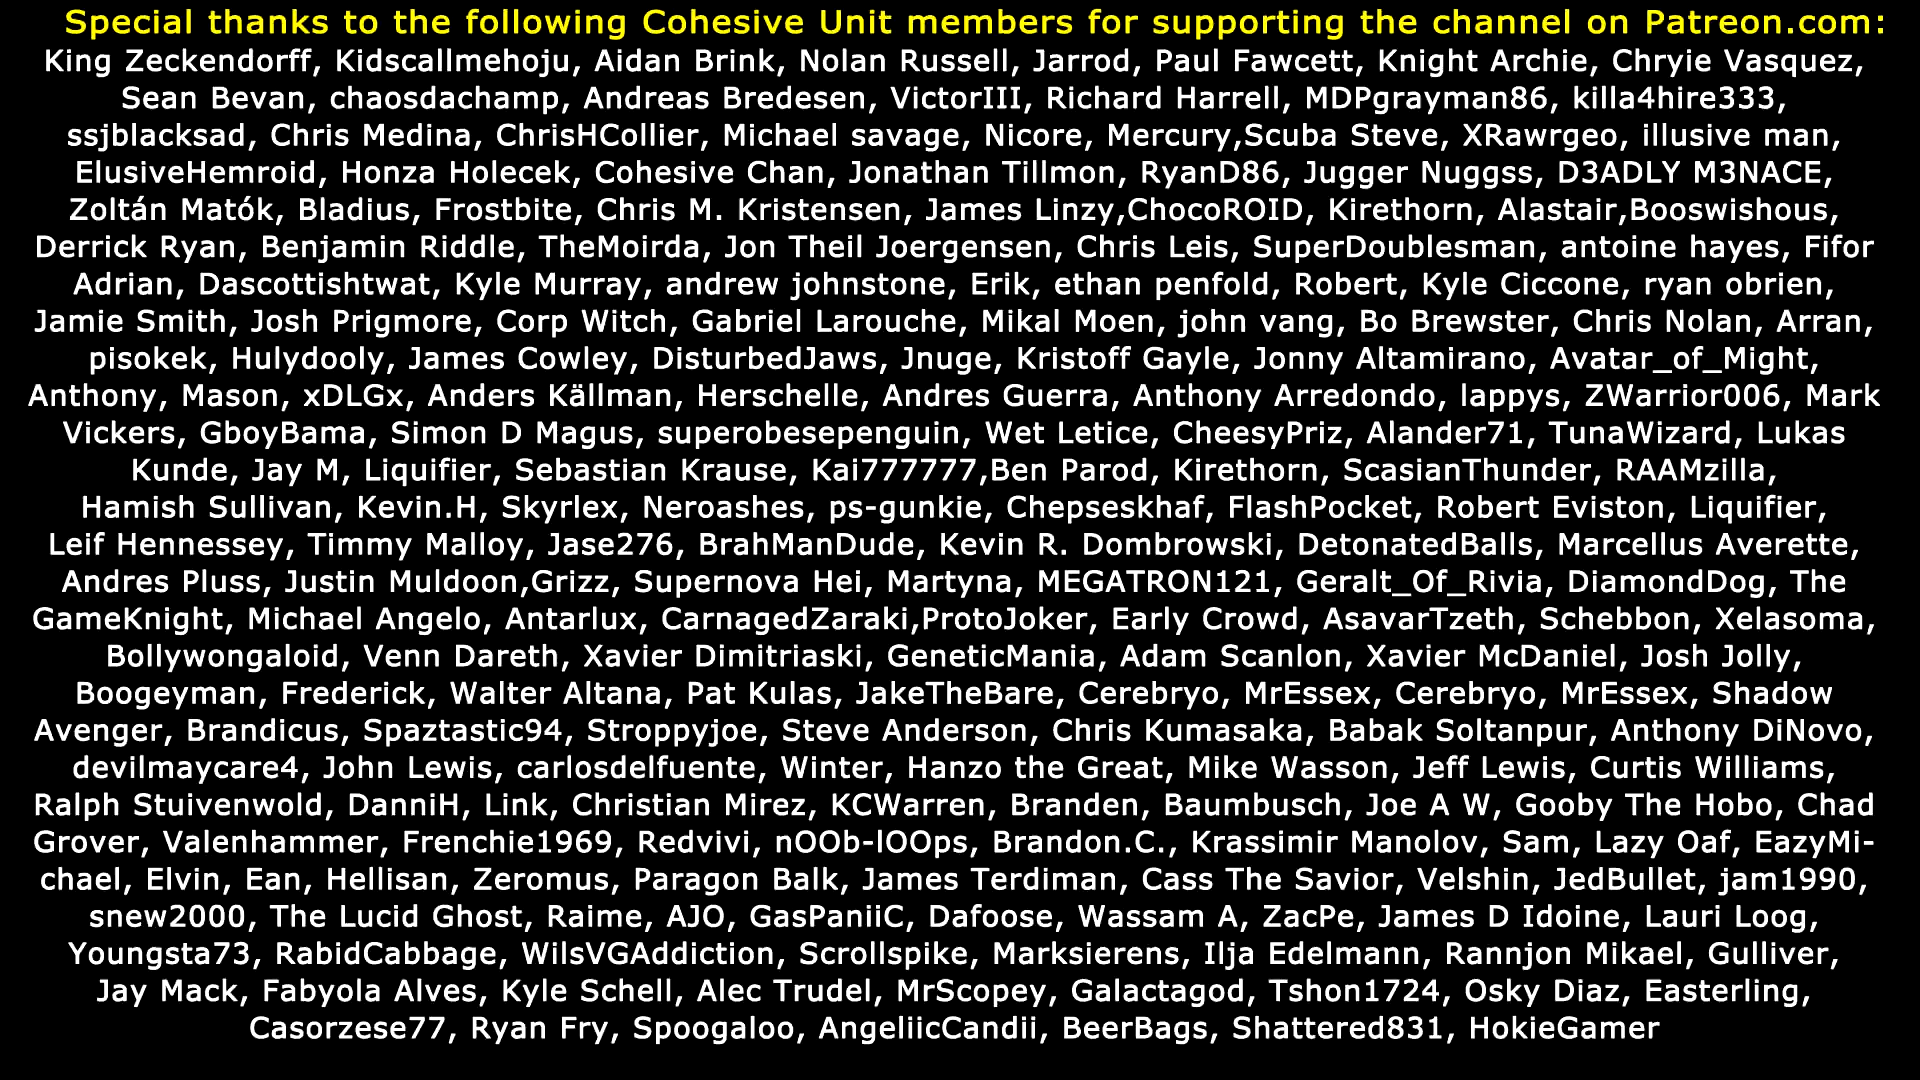 Special thanks to the following Cohesive Unit members for supporting the channel on Patreon.com:
King Zeckendorff, Kidscallmehoju, Aidan Brink, Nolan Russell, Jarrod, Paul Fawcett, Knight Archie, Chryie Vasquez,
Sean Bevan, chaosdachamp, Andreas Bredesen, VictorIII, Richard Harrell, MDPgrayman86, killa4hire333,
ssjblacksad, Chris Medina, ChrisHCollier, Michael savage, Nicore, Mercury,Scuba Steve, XRawrgeo, illusive man,
ElusiveHemroid, Honza Holecek, Cohesive Chan, Jonathan Tillmon, RyanD86, Jugger Nuggss, D3ADLY M3NACE,
Zoltán Matók, Bladius, Frostbite, Chris M. Kristensen, James Linzy,ChocoROID, Kirethorn, Alastair,Booswishous,
Derrick Ryan, Benjamin Riddle, TheMoirda, Jon Theil Joergensen, Chris Leis, SuperDoublesman, antoine hayes, Fifor
Adrian, Dascottishtwat, Kyle Murray, andrew johnstone, Erik, ethan penfold, Robert, Kyle Ciccone, ryan obrien,
Jamie Smith, Josh Prigmore, Corp Witch, Gabriel Larouche, Mikal Moen, john vang, Bo Brewster, Chris Nolan, Arran,
pisokek, Hulydooly, James Cowley, DisturbedJaws, Jnuge, Kristoff Gayle, Jonny Altamirano, Avatar_of_Might,
Anthony, Mason, xDLGx, Anders Källman, Herschelle, Andres Guerra, Anthony Arredondo, lappys, ZWarrior006, Mark
Vickers, GboyBama, Simon D Magus, superobesepenguin, Wet Letice, CheesyPriz, Alander71, TunaWizard, Lukas
Kunde, Jay M, Liquifier, Sebastian Krause, Kai777777,Ben Parod, Kirethorn, ScasianThunder, RAAMzilla,
Hamish Sullivan, Kevin.H, Skyrlex, Neroashes, ps-gunkie, Chepseskhaf, FlashPocket, Robert Eviston, Liquifier,
Leif Hennessey, Timmy Malloy, Jase276, BrahManDude, Kevin R. Dombrowski, DetonatedBalls, Marcellus Averette,
Andres Pluss, Justin Muldoon,Grizz, Supernova Hei, Martyna, MEGATRON121, Geralt_Of_Rivia, DiamondDog, The
GameKnight, Michael Angelo, Antarlux, CarnagedZaraki,ProtoJoker, Early Crowd, AsavarTzeth, Schebbon, Xelasoma,
Bollywongaloid, Venn Dareth, Xavier Dimitriaski, GeneticMania, Adam Scanlon, Xavier McDaniel, Josh Jolly,
Boogeyman, Frederick, Walter Altana, Pat Kulas, JakeTheBare, Cerebryo, MrEssex, Cerebryo, MrEssex, Shadow
Avenger, Brandicus, Spaztastic94, Stroppyjoe, Steve Anderson, Chris Kumasaka, Babak Soltanpur, Anthony DiNovo,
devilmaycare4, John Lewis, carlosdelfuente, Winter, Hanzo the Great, Mike Wasson, Jeff Lewis, Curtis Williams,
Ralph Stuivenwold, DanniH, Link, Christian Mirez, KCWarren, Branden, Baumbusch, Joe A W, Gooby The Hobo, Chad
Grover, Valenhammer, Frenchie1969, Redvivi, nOOb-lOOps, Brandon.C., Krassimir Manolov, Sam, Lazy Oaf, EazyMi-
chael, Elvin, Ean, Hellisan, Zeromus, Paragon Balk, James Terdiman, Cass The Savior, Velshin, JedBullet, jam1990,
snew2000, The Lucid Ghost, Raime, AJO, GasPaniiC, Dafoose, Wassam A, ZacPe, James D Idoine, Lauri Loog,
Youngsta73, RabidCabbage, WilsVGAddiction, Scrollspike, Marksierens, Ilja Edelmann, Rannjon Mikael, Gulliver,
Jay Mack, Fabyola Alves, Kyle Schell, Alec Trudel, MrScopey, Galactagod, Tshon1724, Osky Diaz, Easterling,
Casorzese77, Ryan Fry, Spoogaloo, AngeliicCandii, BeerBags, Shattered831, HokieGamer